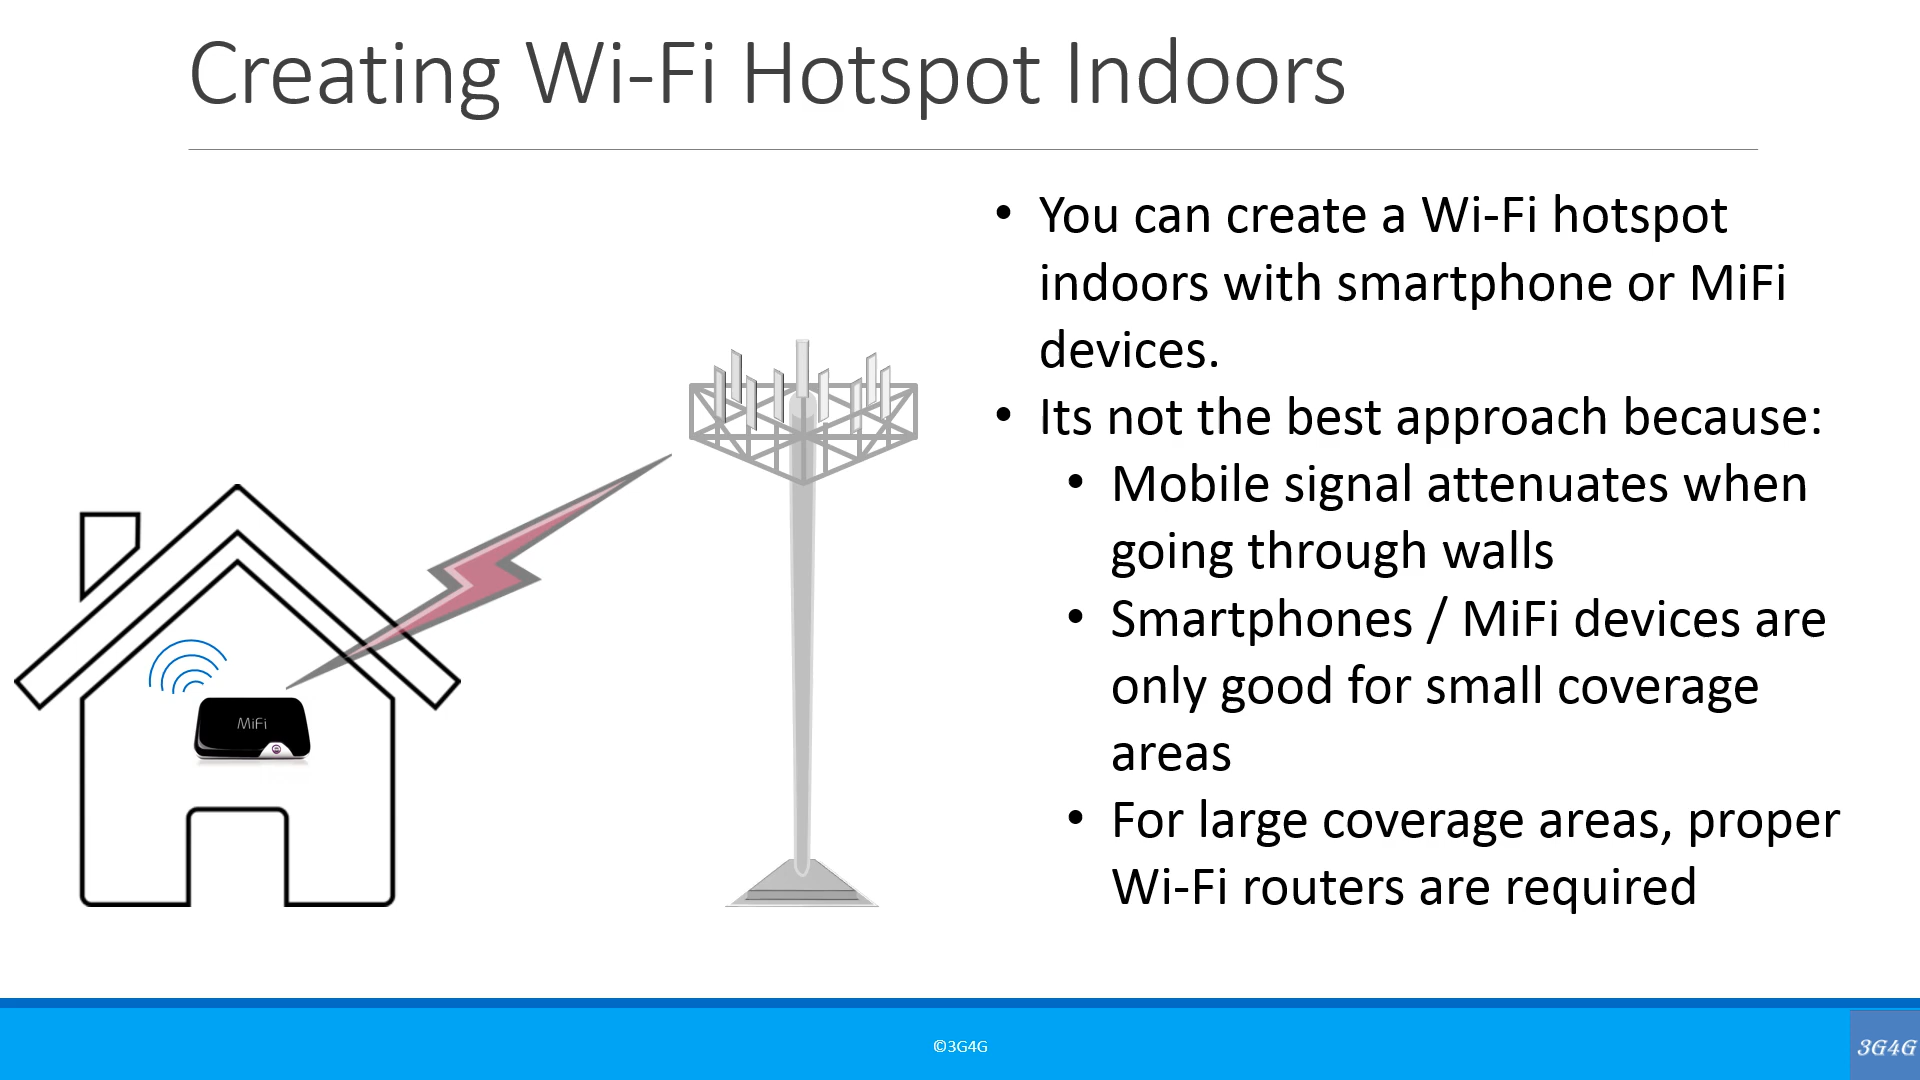 Creating Wi-Fi Hotspot Indoors
• You can create a Wi-Fi hotspot
indoors with smartphone or MiFi
devices.
• Its not the best approach because:
• Mobile signal attenuates when
going through walls
• Smartphones / MiFi devices are
only good for small coverage
areas
• For large coverage areas, proper
Wi-Fi routers are required
MiFi
©3G4G
3G4G